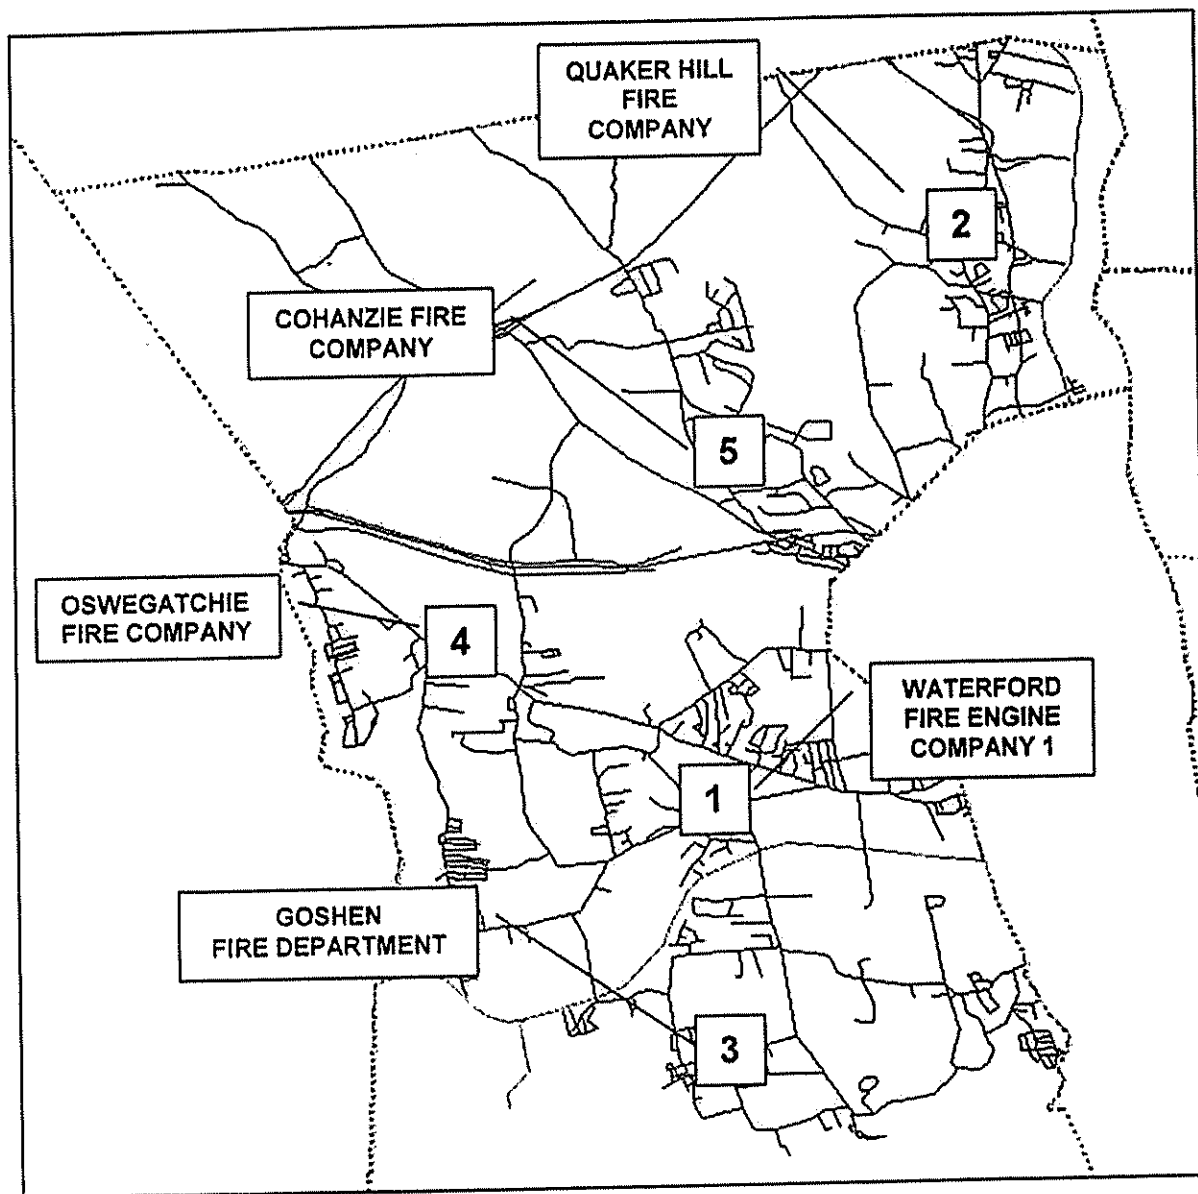 QUAKER HILL
FIRE
COMPANY
2
COHANZIE FIRE
COMPANY
5
OSWEGATCHIE
FIRE COMPANY
4
WATERFORD
FIRE ENGINE
COMPANY 1
1
GOSHEN
FIRE DEPARTMENT
3